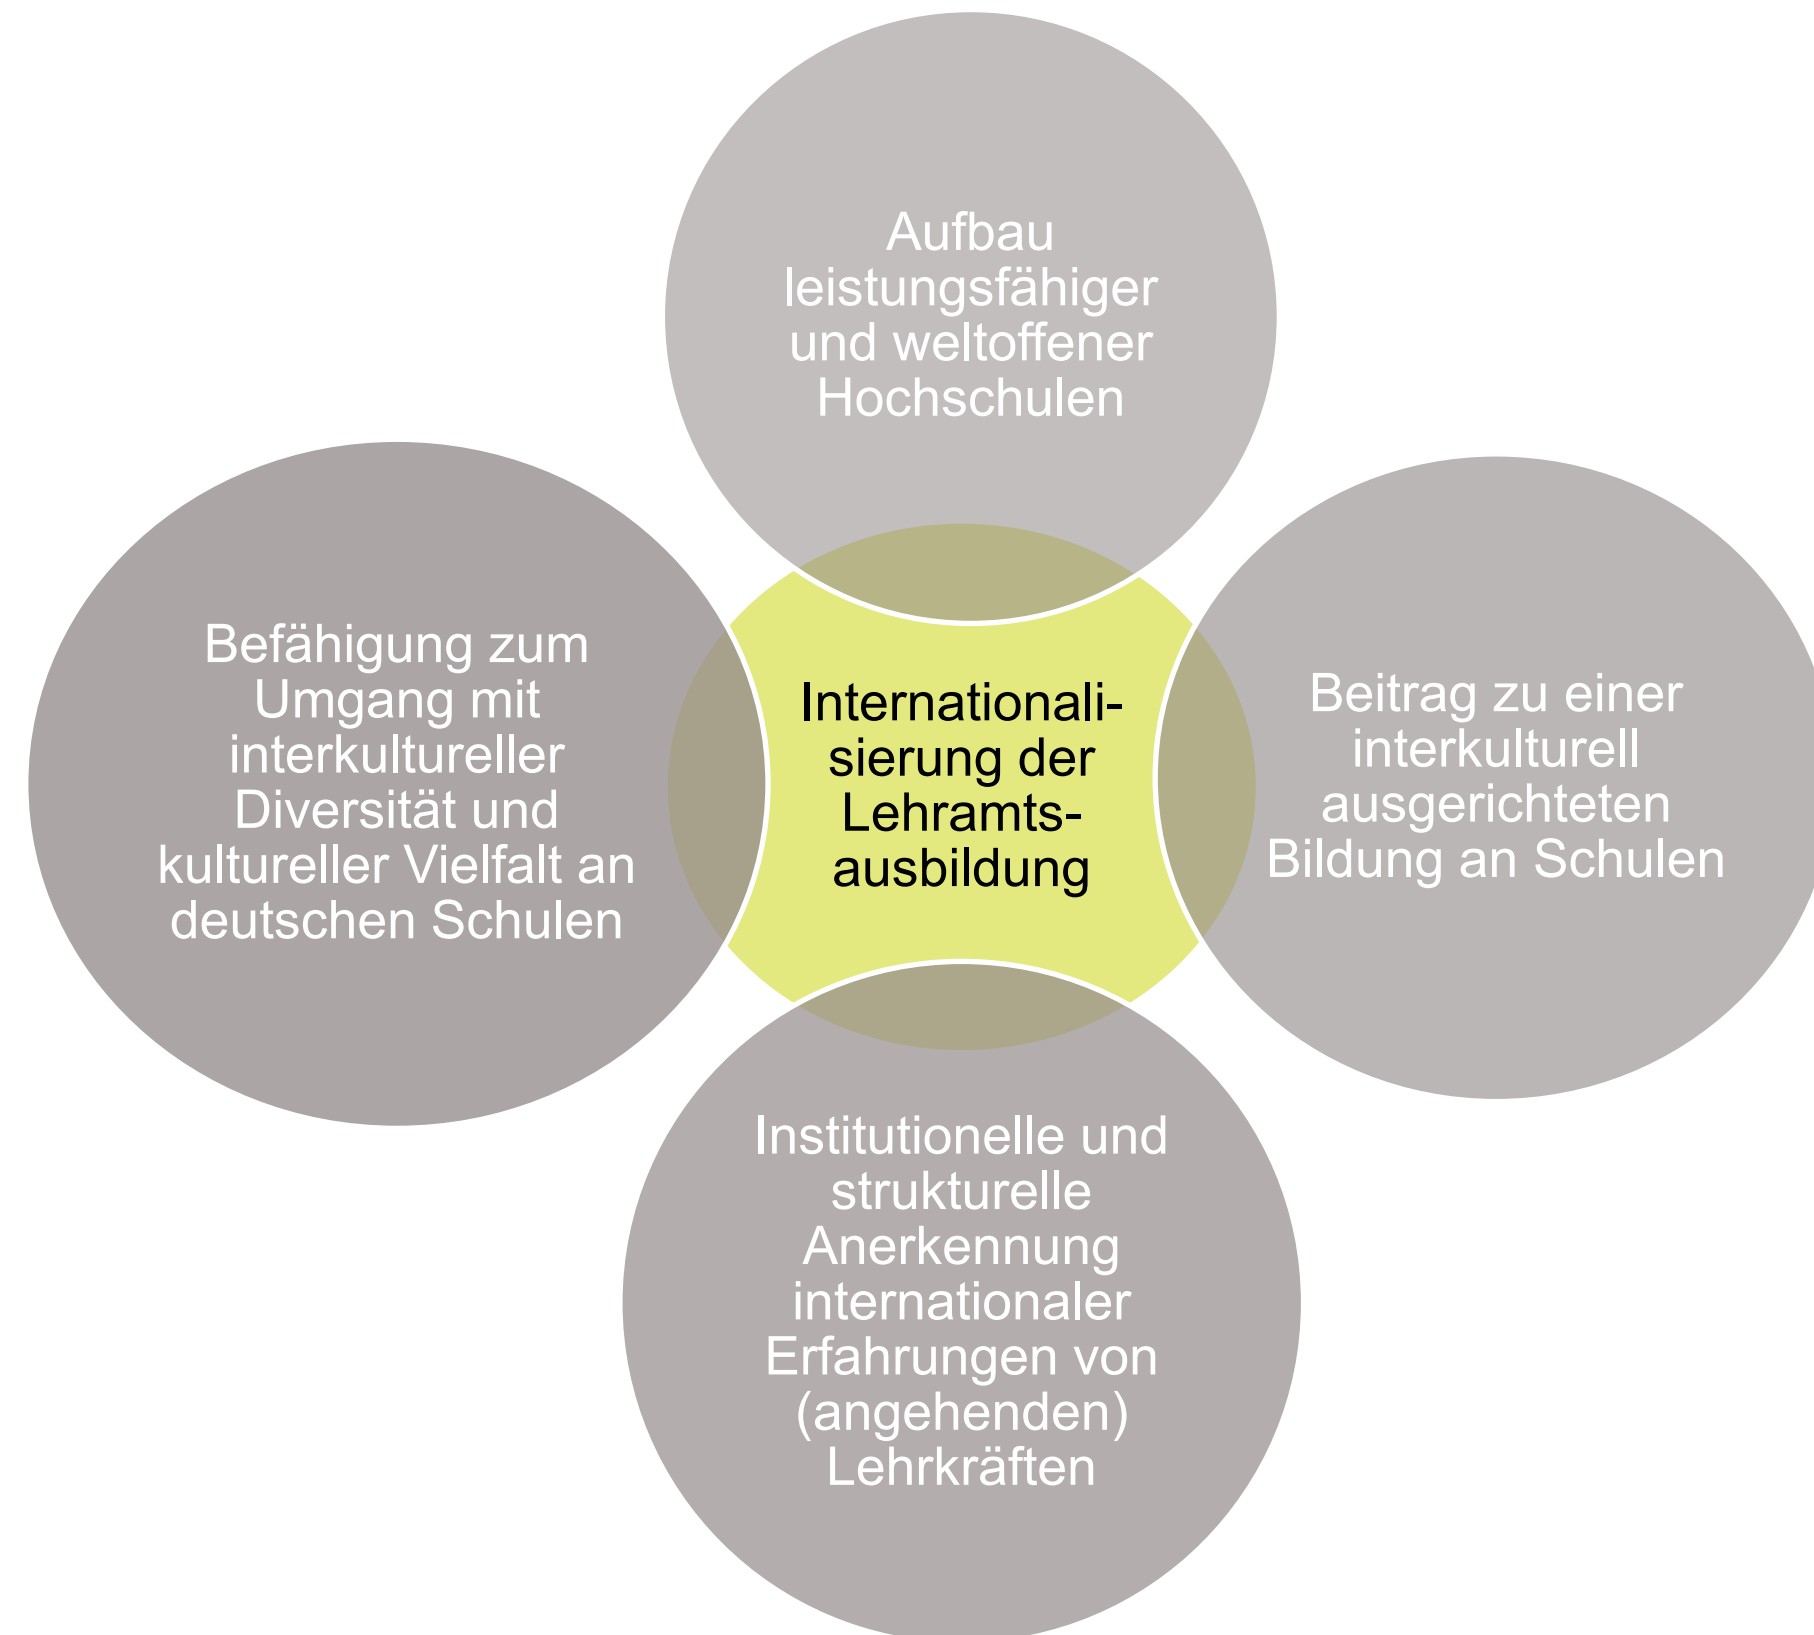 Aufbau
leistungsfähiger
und weltoffener
Hochschulen
Befähigung zum
Umgang mit
interkultureller
Diversität und
kultureller Vielfalt an
deutschen Schulen
Internationali-
sierung der
Lehramts-
ausbildung
Beitrag zu einer
interkulturell
ausgerichteten
Bildung an Schulen
Institutionelle und
strukturelle
Anerkennung
internationaler
Erfahrungen von
(angehenden)
Lehrkräften